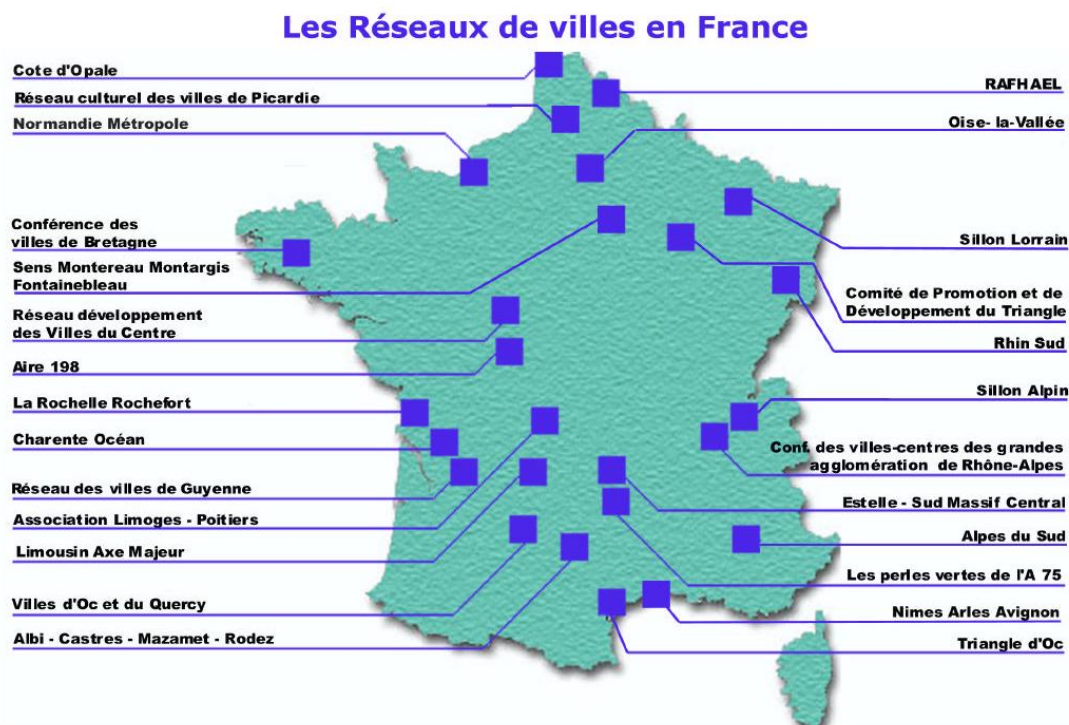 Les Réseaux de villes en France
Cote d'Opale
Réseau culturel des villes de Picardie
Normandie Métropole
Conférence des
villes de Bretagne
Sens Montereau Montargis
Fontainebleau
Réseau développement
des Villes du Centre
Aire 198
La Rochelle Rochefort
Charente Océan
Réseau des villes de Guyenne
Association Limoges - Poitiers
Limousin Axe Majeur
Villes d'Oc et du Quercy
Albi - Castres - Mazamet - Rodez
RAFHAEL
Oise- la-Vallée
Sillon Lorrain
Comité de Promotion et de
Développement du Triangle
Rhin Sud
Sillon Alpin
Conf. des villes-centres des grandes
agglomération de Rhône-Alpes
Estelle - Sud Massif Central
Alpes du Sud
Les perles vertes de l'A 75
Nimes Arles Avignon
Triangle d'Oc